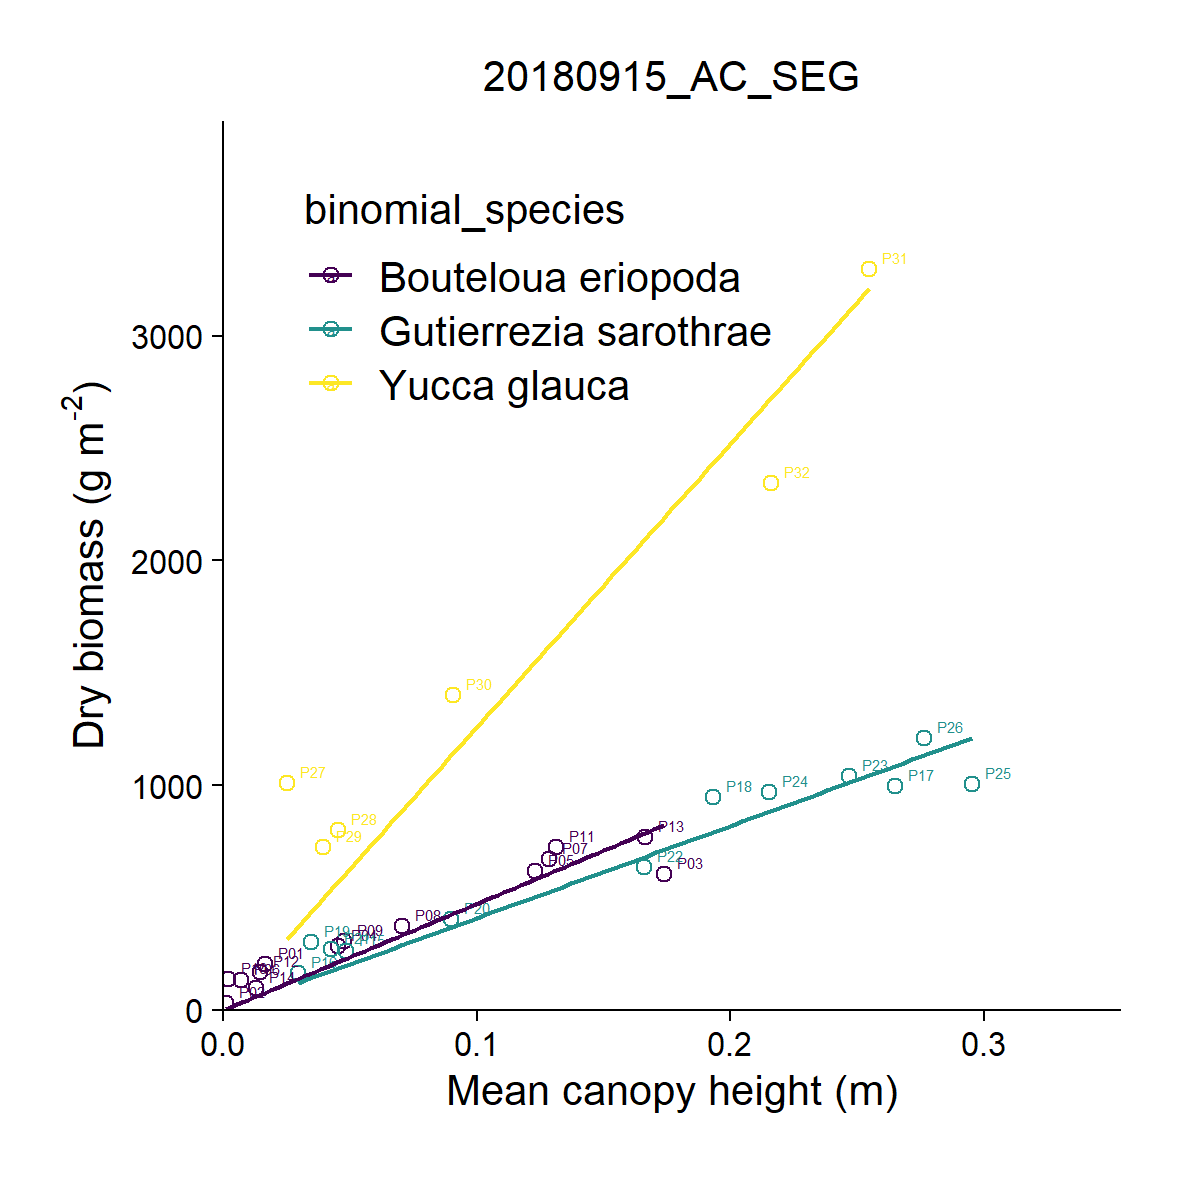 20180915_AC_SEG
binomial_species
Bouteloua eriopoda
Gutierrezia sarothrae
Yucca glauca
Dry biomass (g m-2)
3000
2000
1000
0
P31
P32
P30
P27
P28
P29
P26
P23
P17
P25
P18
P24
P13
P11
P07
P05
P22
P03
P20
P08
P09
P19
P01
P12
P14
P02
0.0
0.1
0.2
0.3
Mean canopy height (m)